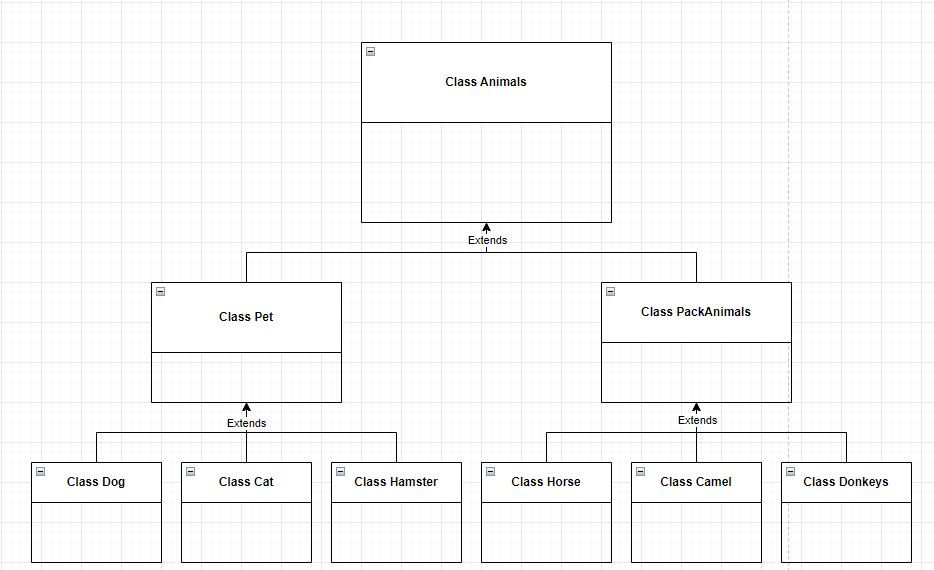 Class Animals
Extends
Class Pet
Class PackAnimals
Extends
Extends
Class Dog
Class Cat
Class Hamster
Class Horse
Class Camel
Class Donkeys